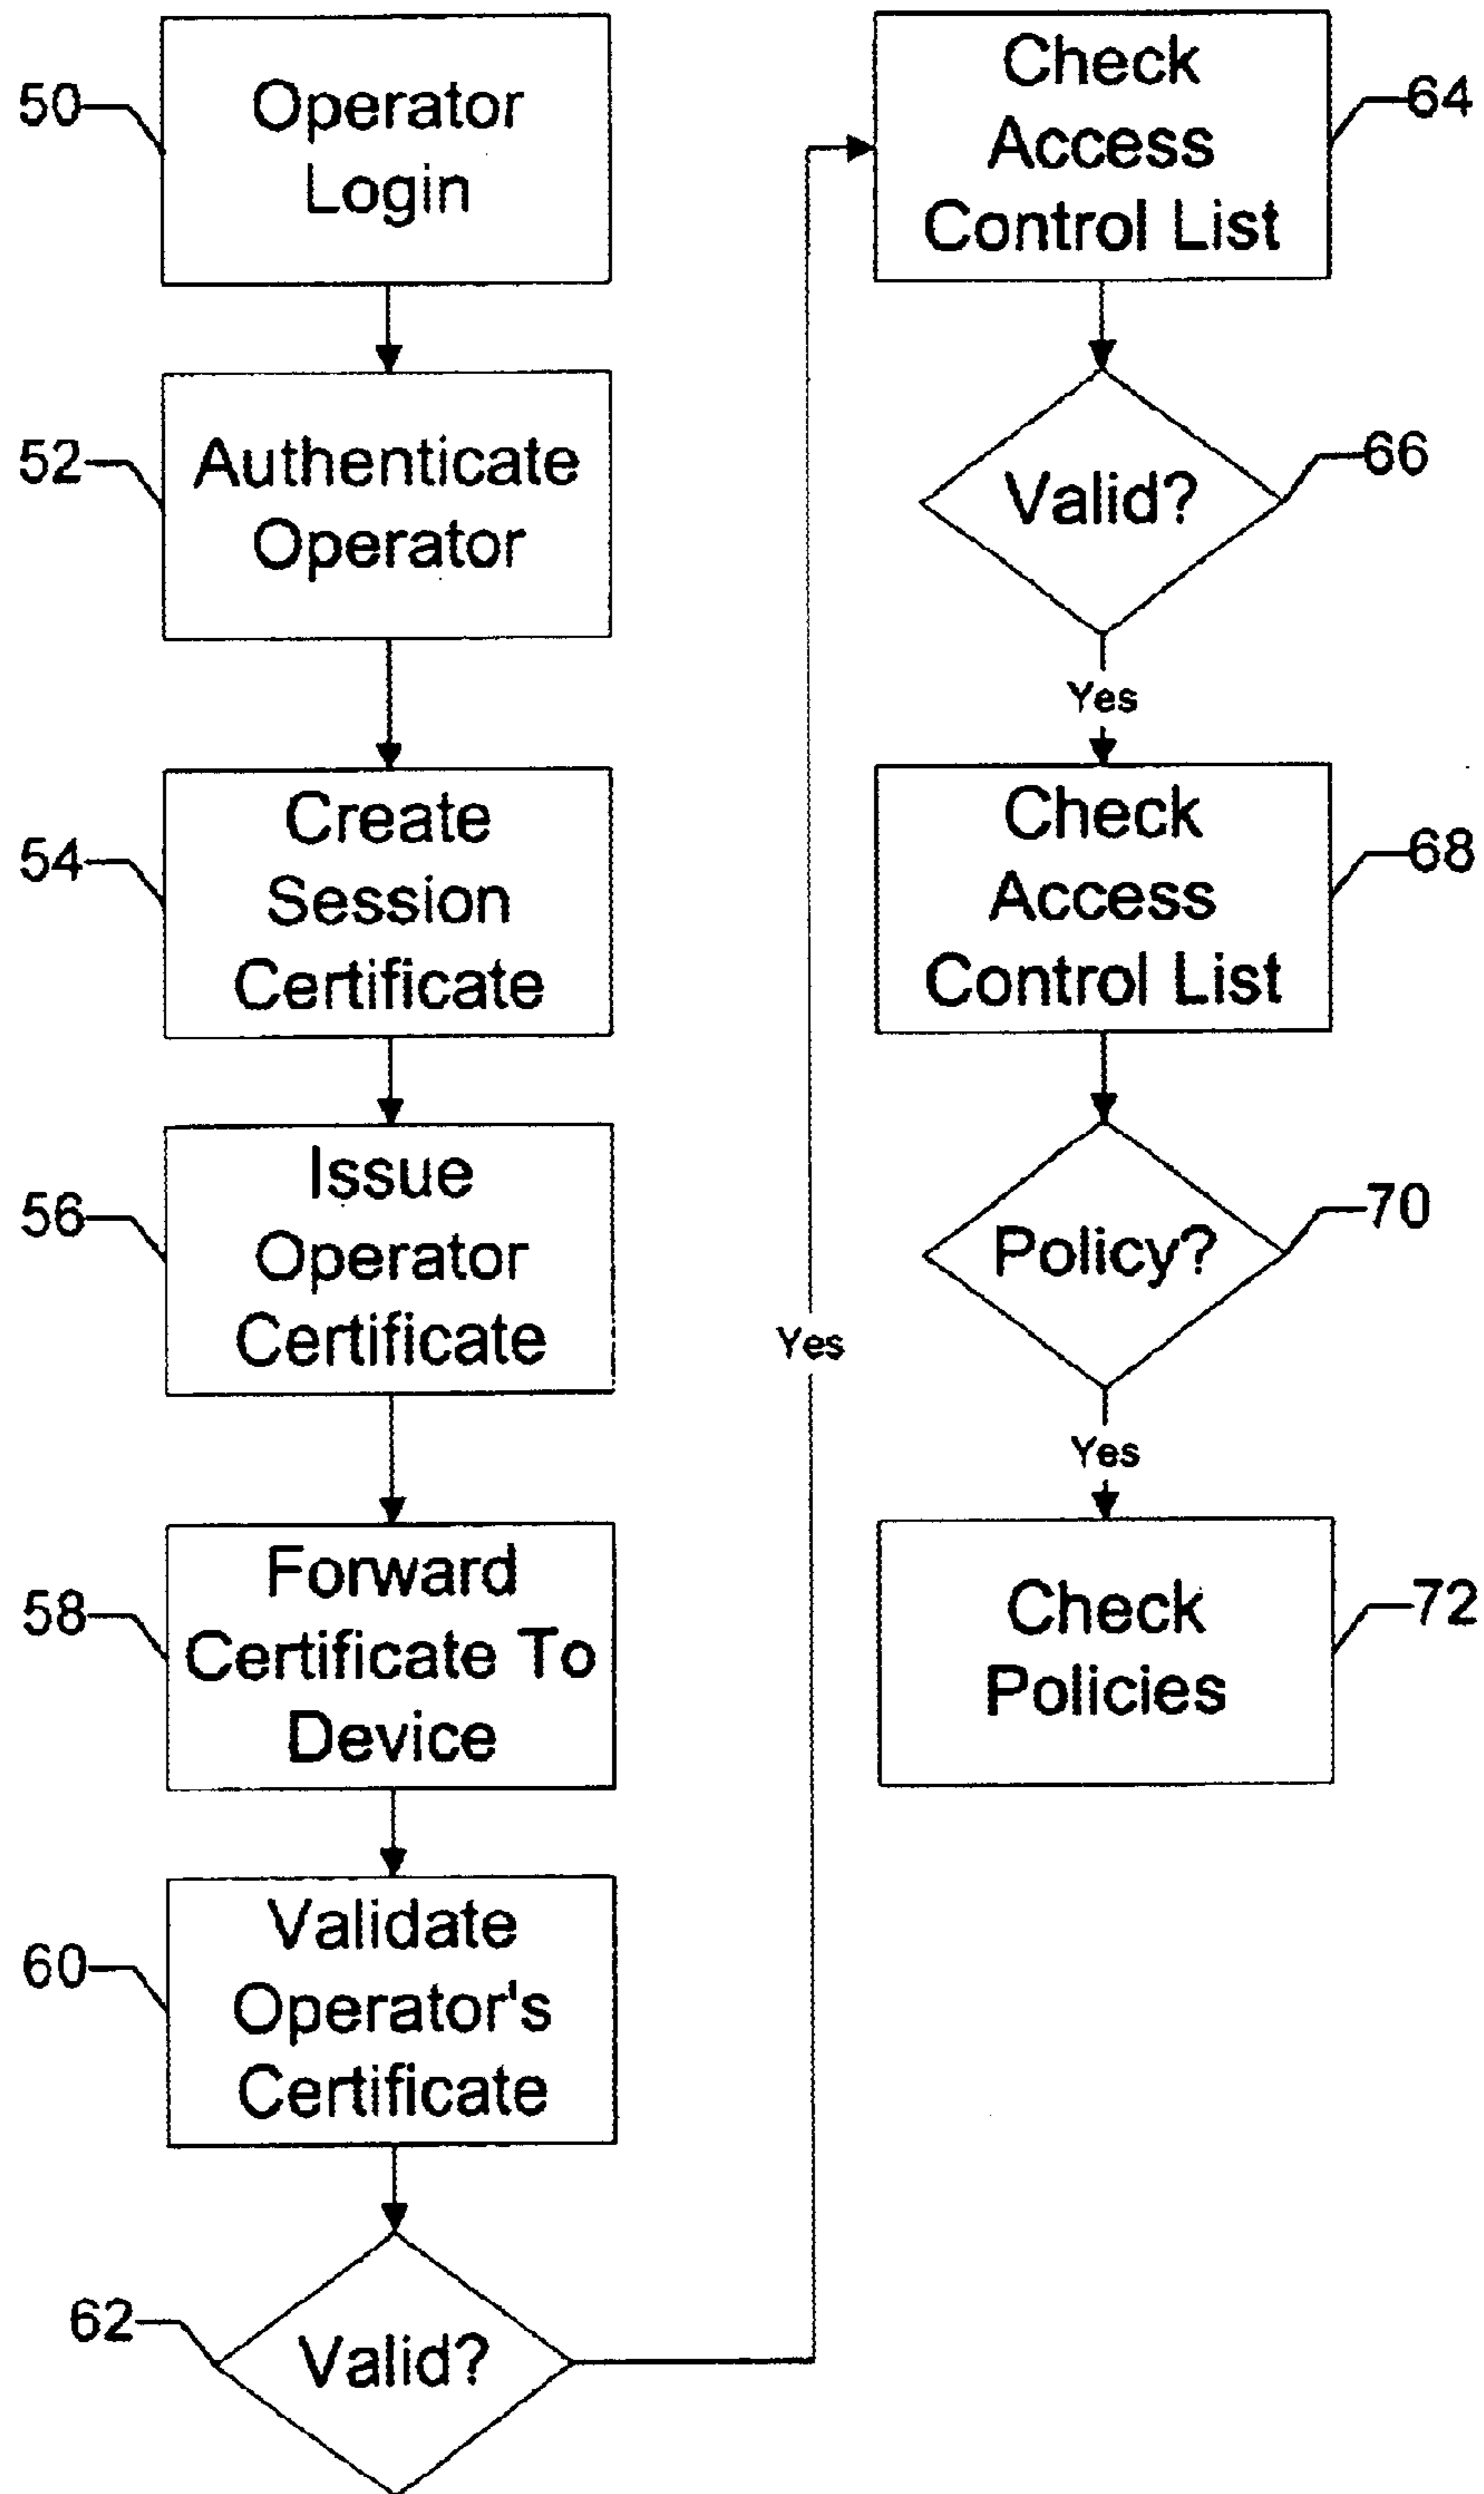 50
Operator
Login
52
Authenticate
Operator
54
Create
Session
Certificate
56
Issue
Operator
Certificate
58
Forward
Certificate To
Device
60
Validate
Operator's
Certificate
62
Valid?
Yes
64
Check
Access
Control List
66
Valid?
Yes
68
Check
Access
Control List
70
Policy?
Yes
72
Check
Policies